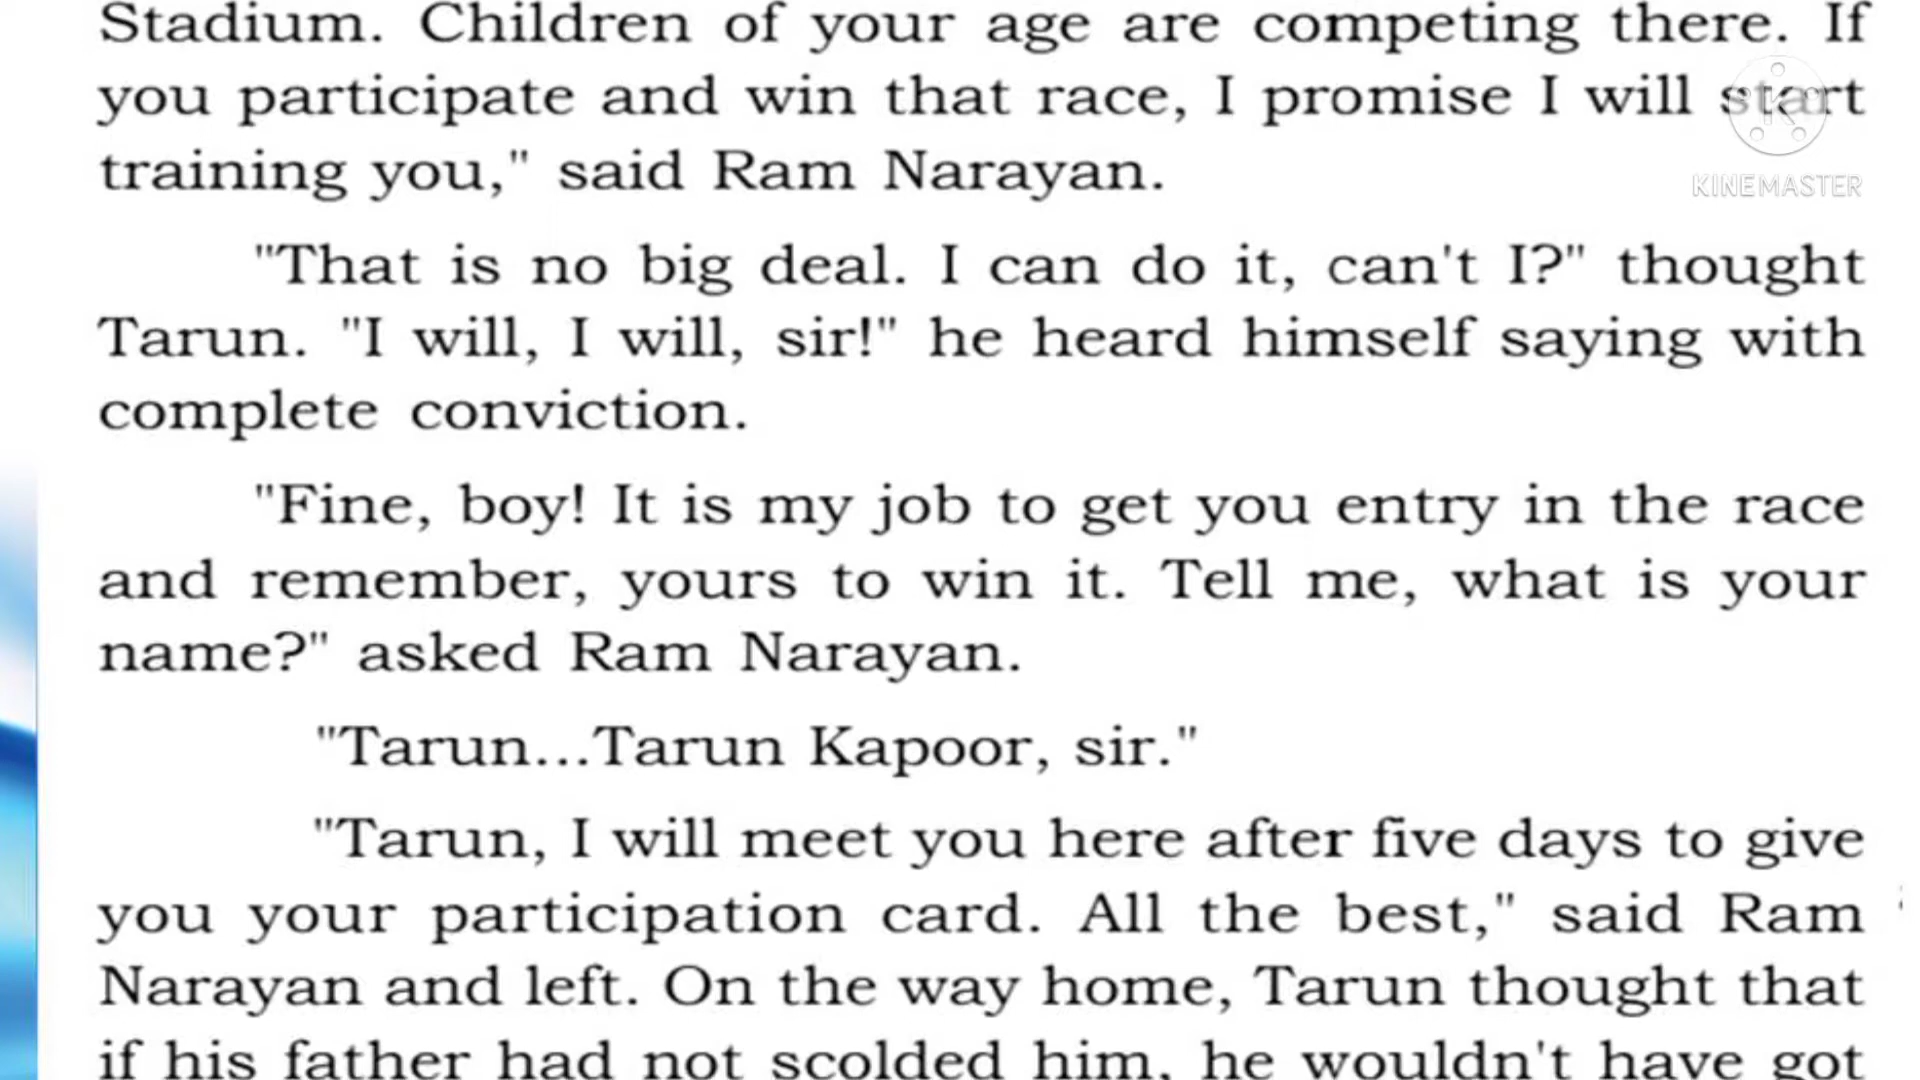 Stadium. Children of your age are competing there. If
you participate and win that race, I promise I will start
training you," said Ram Narayan.
KINEMASTER
"That is no big deal. I can do it, can't I?" thought
Tarun. "I will, I will, sir!" he heard himself saying with
complete conviction.
"Fine, boy! It is my job to get you entry in the race
and remember, yours to win it. Tell me, what is your
name?" asked Ram Narayan.
"Tarun...Tarun Kapoor, sir."
"Tarun, I will meet you here after five days to give
you your participation card. All the best," said Ram
Narayan and left. On the way home, Tarun thought that
if his father had not scolded him, he wouldn't have got